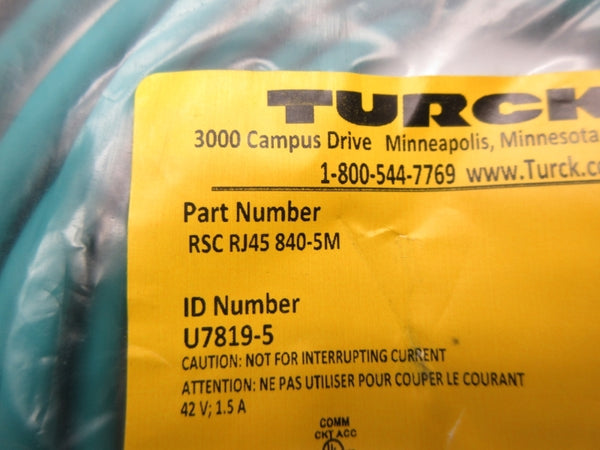 TURCK
3000 Campus Drive Minneapolis, Minnesota
1-800-544-7769 www.Turck.co
Part Number
RSC RJ45 840-5M
ID Number
U7819-5
CAUTION: NOT FOR INTERRUPTING CURRENT
ATTENTION: NE PAS UTILISER POUR COUPER LE COURANT
42 V; 1.5 A
COMM
CKT ACC